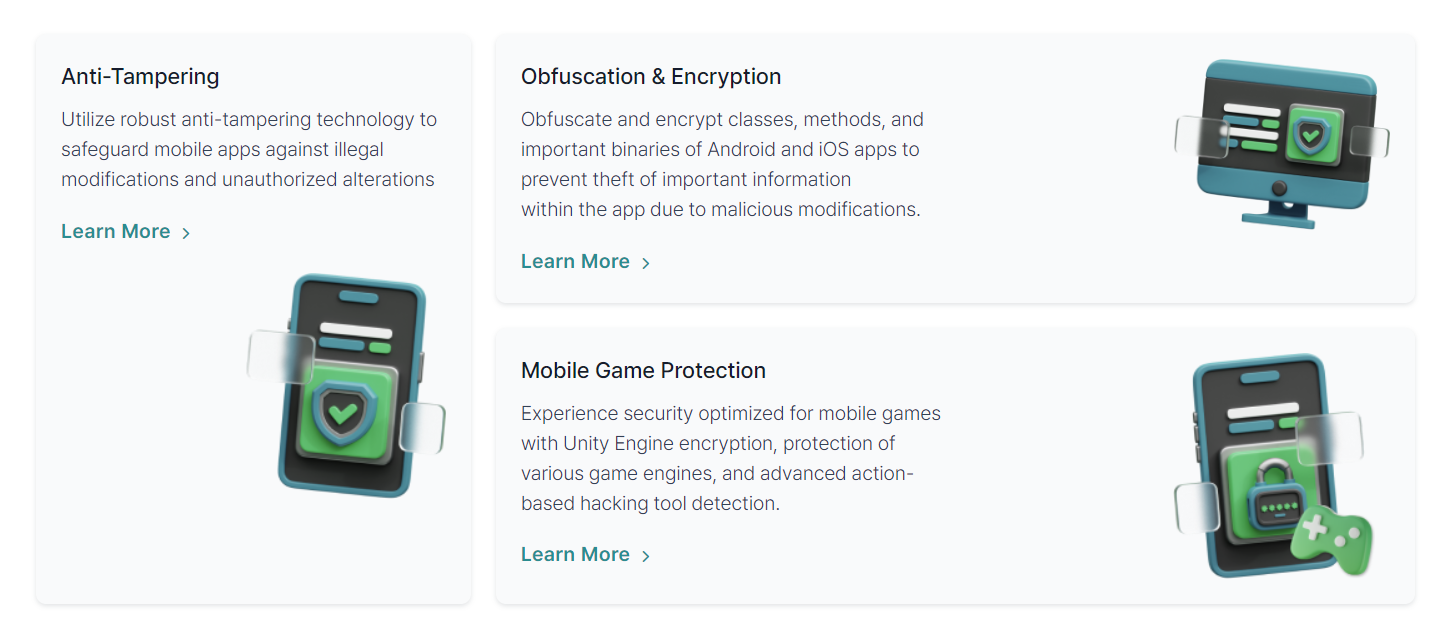 Anti-Tampering
Utilize robust anti-tampering technology to
safeguard mobile apps against illegal
modifications and unauthorized alterations
Learn More
Obfuscation & Encryption
Obfuscate and encrypt classes, methods, and
important binaries of Android and iOS apps to
prevent theft of important information
within the app due to malicious modifications.
Learn More
Mobile Game Protection
Experience security optimized for mobile games
with Unity Engine encryption, protection of
various game engines, and advanced action-
based hacking tool detection.
Learn More